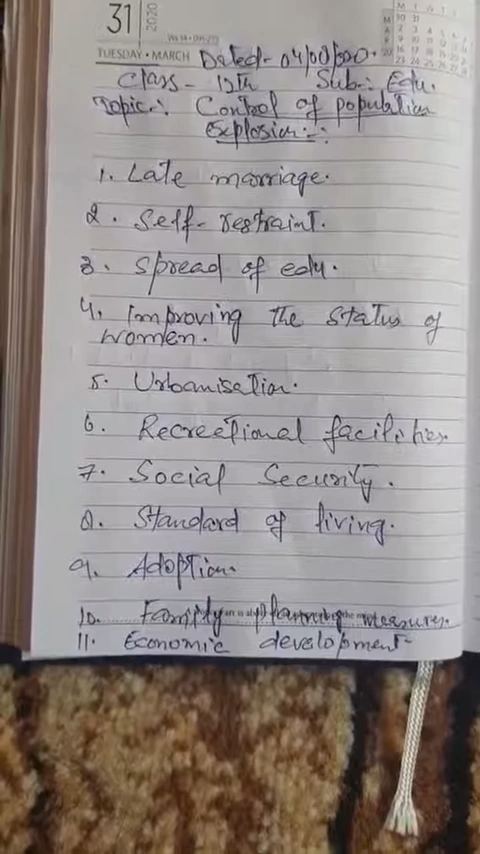 31
2020
TUESDAY • MARCH
Dated-
Class - 12th Sub:. Edu.
Topic:. Control of population
Explosion:-:
1. Late marriage.
2. Self-restraint.
3. Spread of edu.
4. Improving the status of
women.
5. Urbanisation.
6. Recreational facilities.
7. Social Security.
8. Standard of living.
9. Adoption.
10. Family planning measures.
11. Economic development